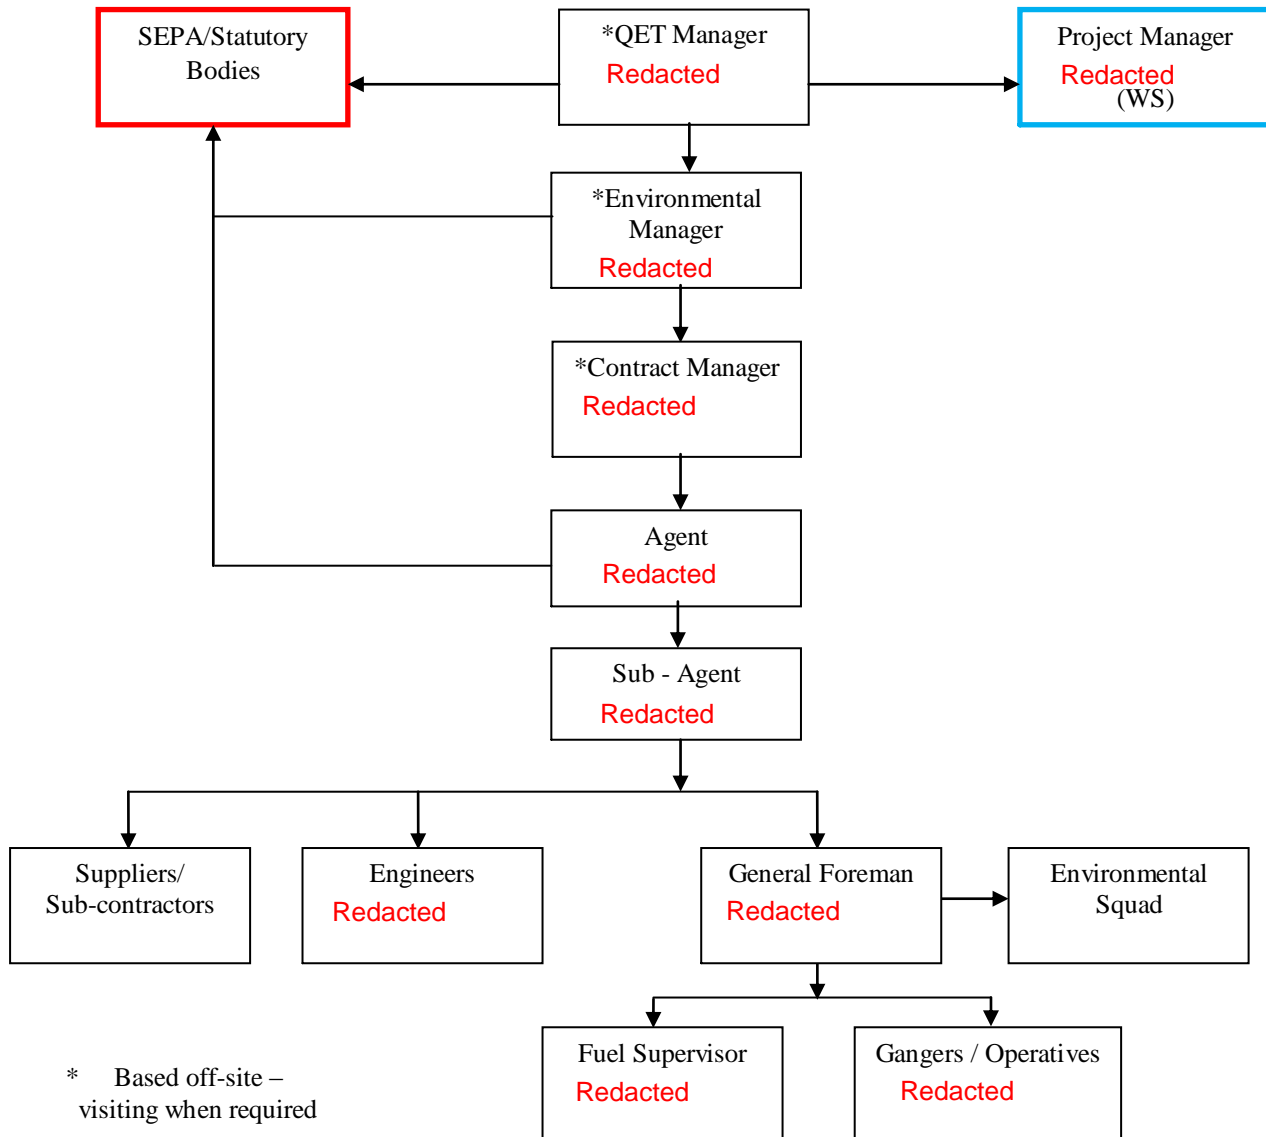 SEPA/Statutory
Bodies
*QET Manager
Redacted
Project Manager
Redacted
(WS)
*Environmental
Manager
Redacted
*Contract Manager
Redacted
Agent
Redacted
Sub - Agent
Redacted
Suppliers/
Sub-contractors
Engineers
Redacted
General Foreman
Redacted
Environmental
Squad
Fuel Supervisor
Redacted
Gangers / Operatives
Redacted
* Based off-site –
visiting when required